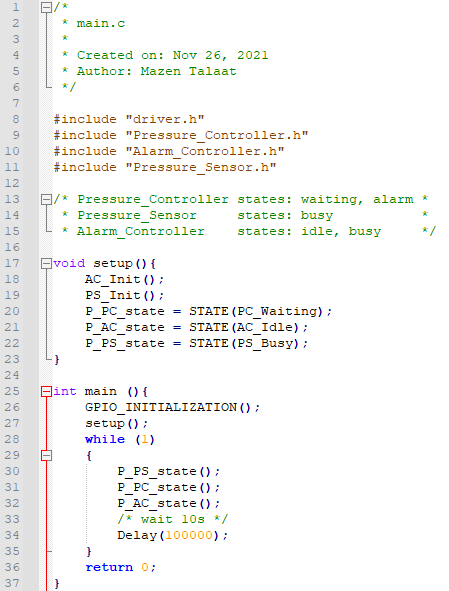 1 /*
2  * main.c
3  *
4  * Created on: Nov 26, 2021
5  * Author: Mazen Talaat
6  */
7
8 #include "driver.h"
9 #include "Pressure_Controller.h"
10 #include "Alarm_Controller.h"
11 #include "Pressure_Sensor.h"
12
13 /* Pressure_Controller states: waiting, alarm *
14  * Pressure_Sensor     states: busy           *
15  * Alarm_Controller    states: idle, busy     */
16
17 void setup(){
18     AC_Init();
19     PS_Init();
20     P_PC_state = STATE(PC_Waiting);
21     P_AC_state = STATE(AC_Idle);
22     P_PS_state = STATE(PS_Busy);
23 }
24
25 int main (){
26     GPIO_INITIALIZATION();
27     setup();
28     while (1)
29     {
30         P_PS_state();
31         P_PC_state();
32         P_AC_state();
33         /* wait 10s */
34         Delay(100000);
35     }
36     return 0;
37 }